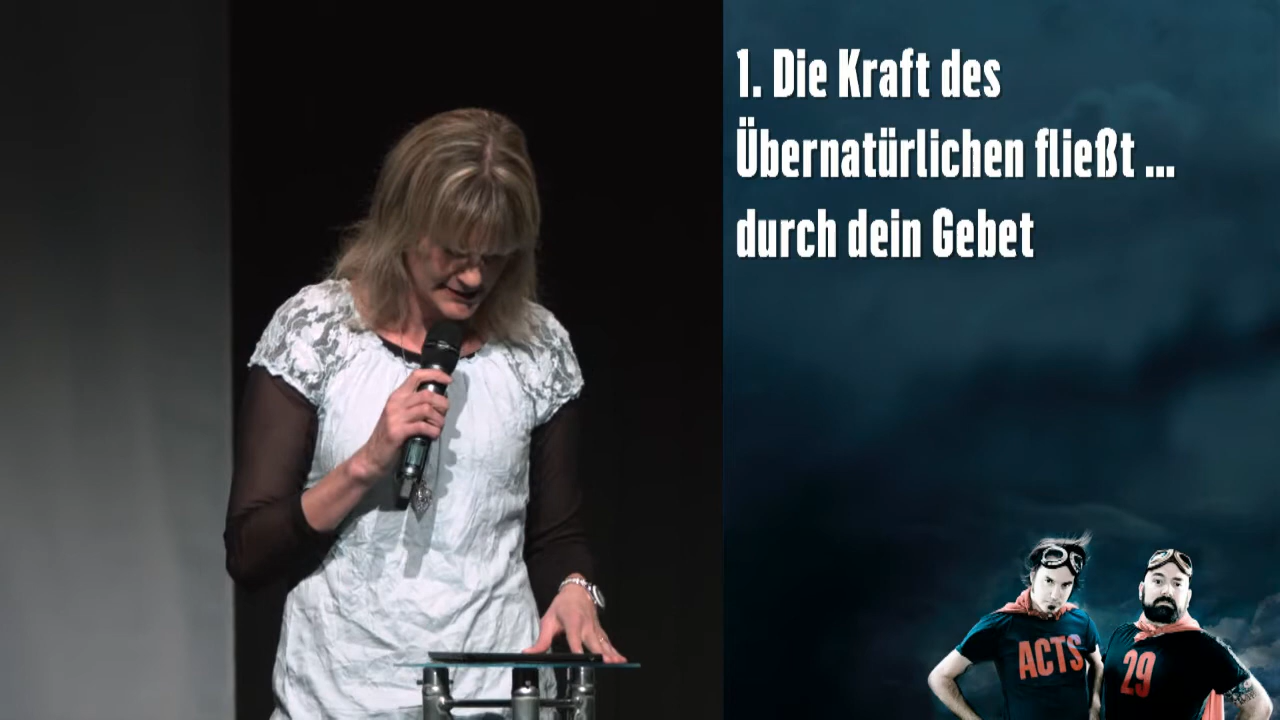 1. Die Kraft des
Übernatürlichen fließt ...
durch dein Gebet
ACTS
29